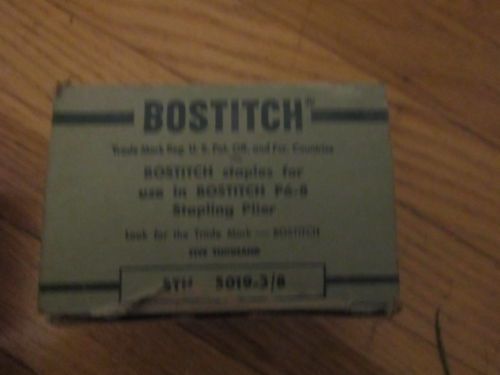 BOSTITCH
Trade Mark Reg. U. S. Pat. Off. and For. Countries
BOSTITCH staples for
use in BOSTITCH P6-8
Stapling Plier
Look for the Trade Mark — BOSTITCH
FIVE THOUSAND
5019-3/8